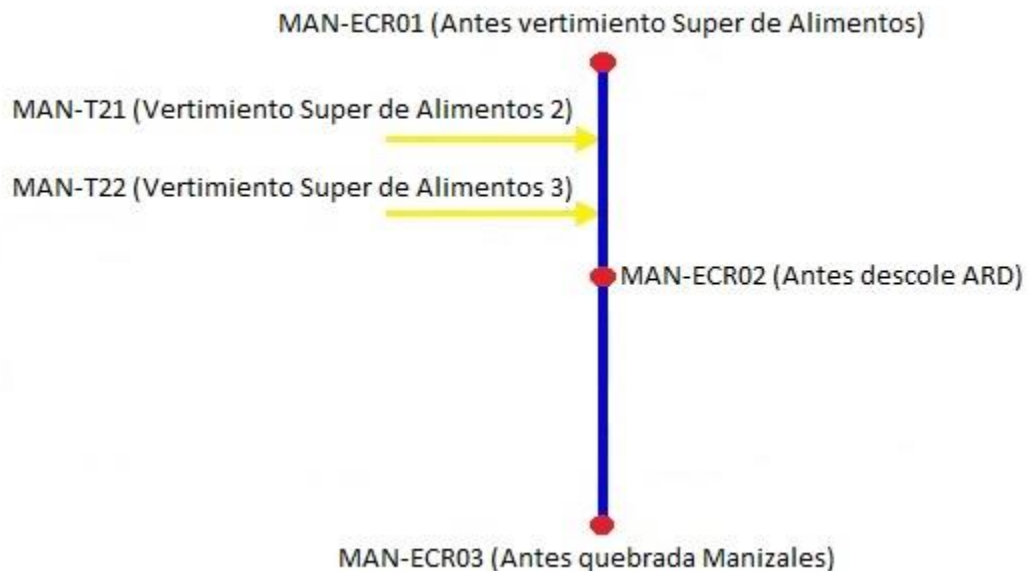 MAN-ECR01 (Antes vertimiento Super de Alimentos)
MAN-T21 (Vertimiento Super de Alimentos 2)
MAN-T22 (Vertimiento Super de Alimentos 3)
MAN-ECR02 (Antes descole ARD)
MAN-ECR03 (Antes quebrada Manizales)